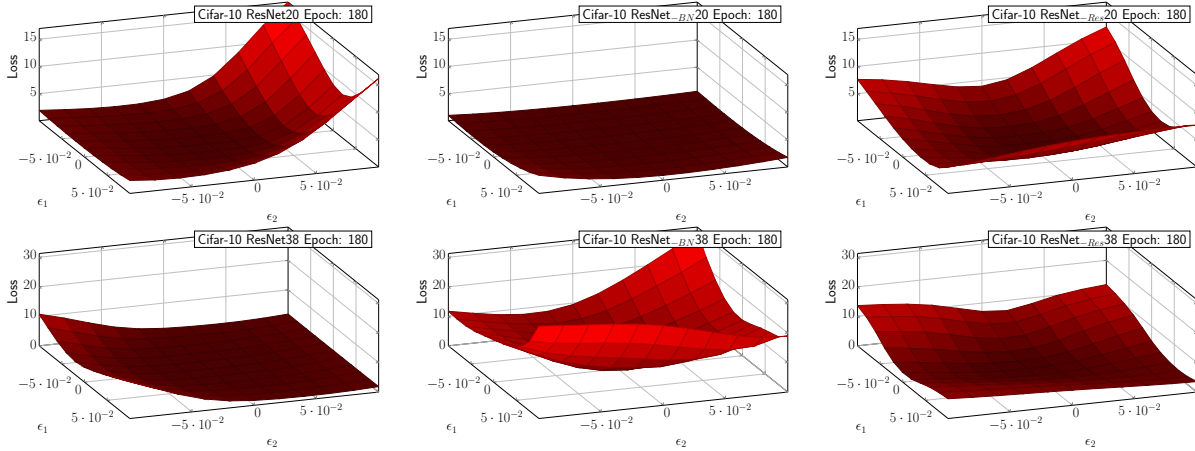 Cifar-10 ResNet20 Epoch: 180
15
10
5
Loss
−5 · 10⁻²
0
5 · 10⁻²
ϵ₁
−5 · 10⁻²
0
5 · 10⁻²
ϵ₂
Cifar-10 ResNet₋BN20 Epoch: 180
15
10
5
Loss
−5 · 10⁻²
0
5 · 10⁻²
ϵ₁
−5 · 10⁻²
0
5 · 10⁻²
ϵ₂
Cifar-10 ResNet₋Res20 Epoch: 180
15
10
5
Loss
−5 · 10⁻²
0
5 · 10⁻²
ϵ₁
−5 · 10⁻²
0
5 · 10⁻²
ϵ₂
Cifar-10 ResNet38 Epoch: 180
30
20
10
0
Loss
−5 · 10⁻²
0
5 · 10⁻²
ϵ₁
−5 · 10⁻²
0
5 · 10⁻²
ϵ₂
Cifar-10 ResNet₋BN38 Epoch: 180
30
20
10
0
Loss
−5 · 10⁻²
0
5 · 10⁻²
ϵ₁
−5 · 10⁻²
0
5 · 10⁻²
ϵ₂
Cifar-10 ResNet₋Res38 Epoch: 180
30
20
10
0
Loss
−5 · 10⁻²
0
5 · 10⁻²
ϵ₁
−5 · 10⁻²
0
5 · 10⁻²
ϵ₂